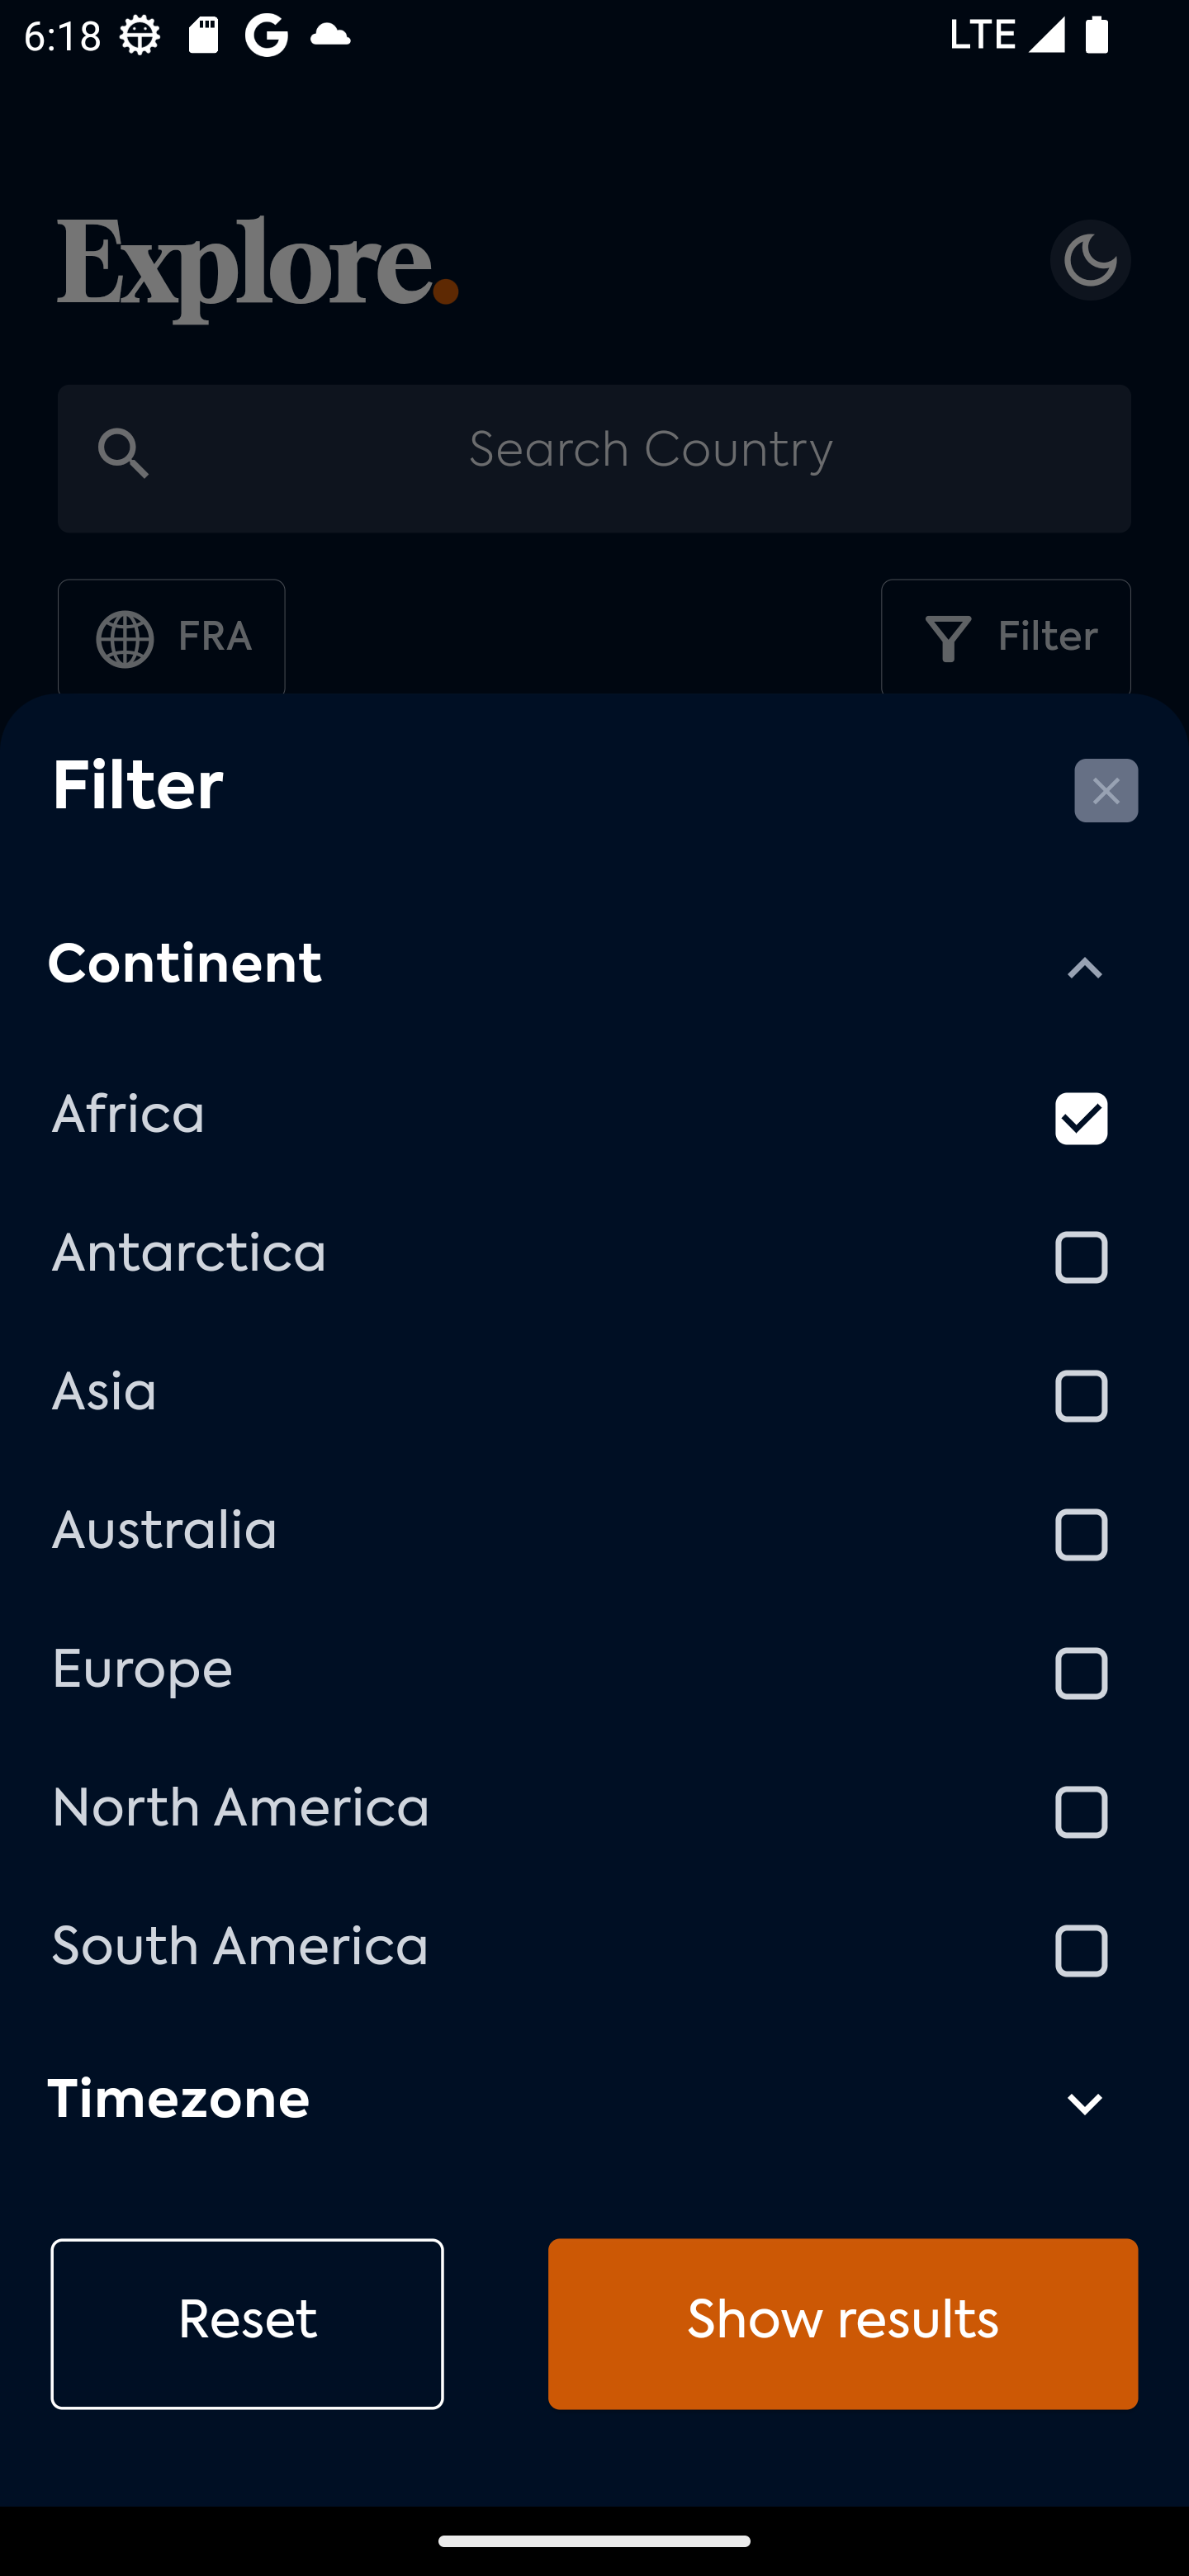 6:18
LTE
Explore.
Search Country
FRA
Filter
Filter
Continent
Africa
Antarctica
Asia
Australia
Europe
North America
South America
Timezone
Reset
Show results